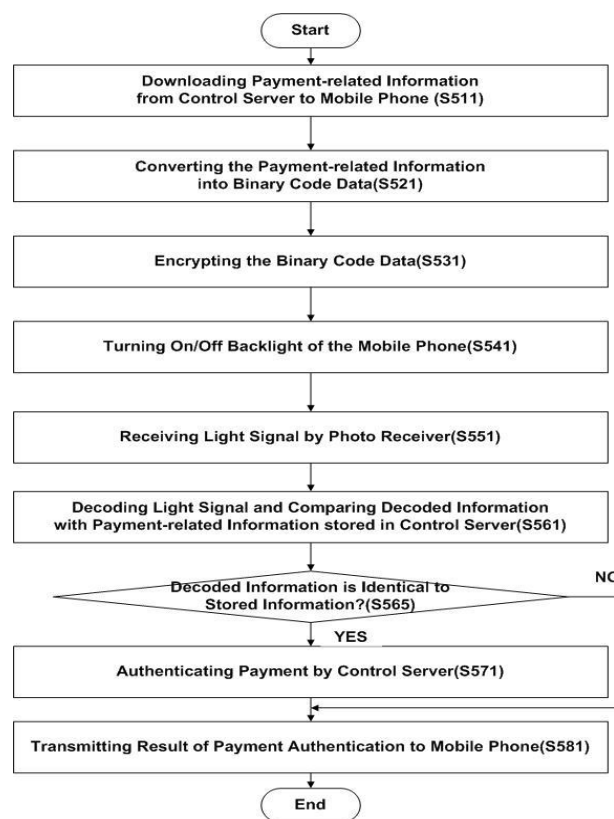 Start
Downloading Payment-related Information
from Control Server to Mobile Phone (S511)
Converting the Payment-related Information
into Binary Code Data(S521)
Encrypting the Binary Code Data(S531)
Turning On/Off Backlight of the Mobile Phone(S541)
Receiving Light Signal by Photo Receiver(S551)
Decoding Light Signal and Comparing Decoded Information
with Payment-related Information stored in Control Server(S561)
Decoded Information is Identical to
Stored Information?(S565)
NO
YES
Authenticating Payment by Control Server(S571)
Transmitting Result of Payment Authentication to Mobile Phone(S581)
End